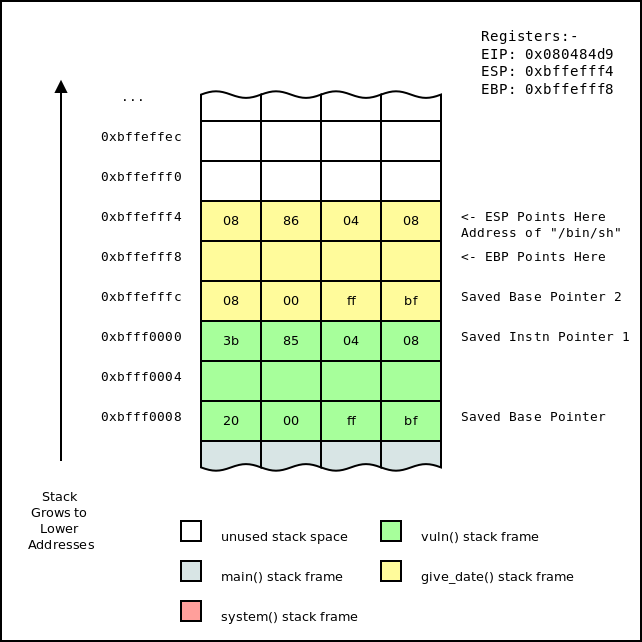 Registers:-
EIP: 0x080484d9
ESP: 0xbffefff4
EBP: 0xbffefff8
...
0xbffeffec
0xbffefff0
0xbffefff4 08 86 04 08 <- ESP Points Here
Address of "/bin/sh"
0xbffefff8 <- EBP Points Here
0xbffefffc 08 00 ff bf Saved Base Pointer 2
0xbfff0000 3b 85 04 08 Saved Instn Pointer 1
0xbfff0004
0xbfff0008 20 00 ff bf Saved Base Pointer
Stack
Grows to
Lower
Addresses
unused stack space vuln() stack frame
main() stack frame give_date() stack frame
system() stack frame